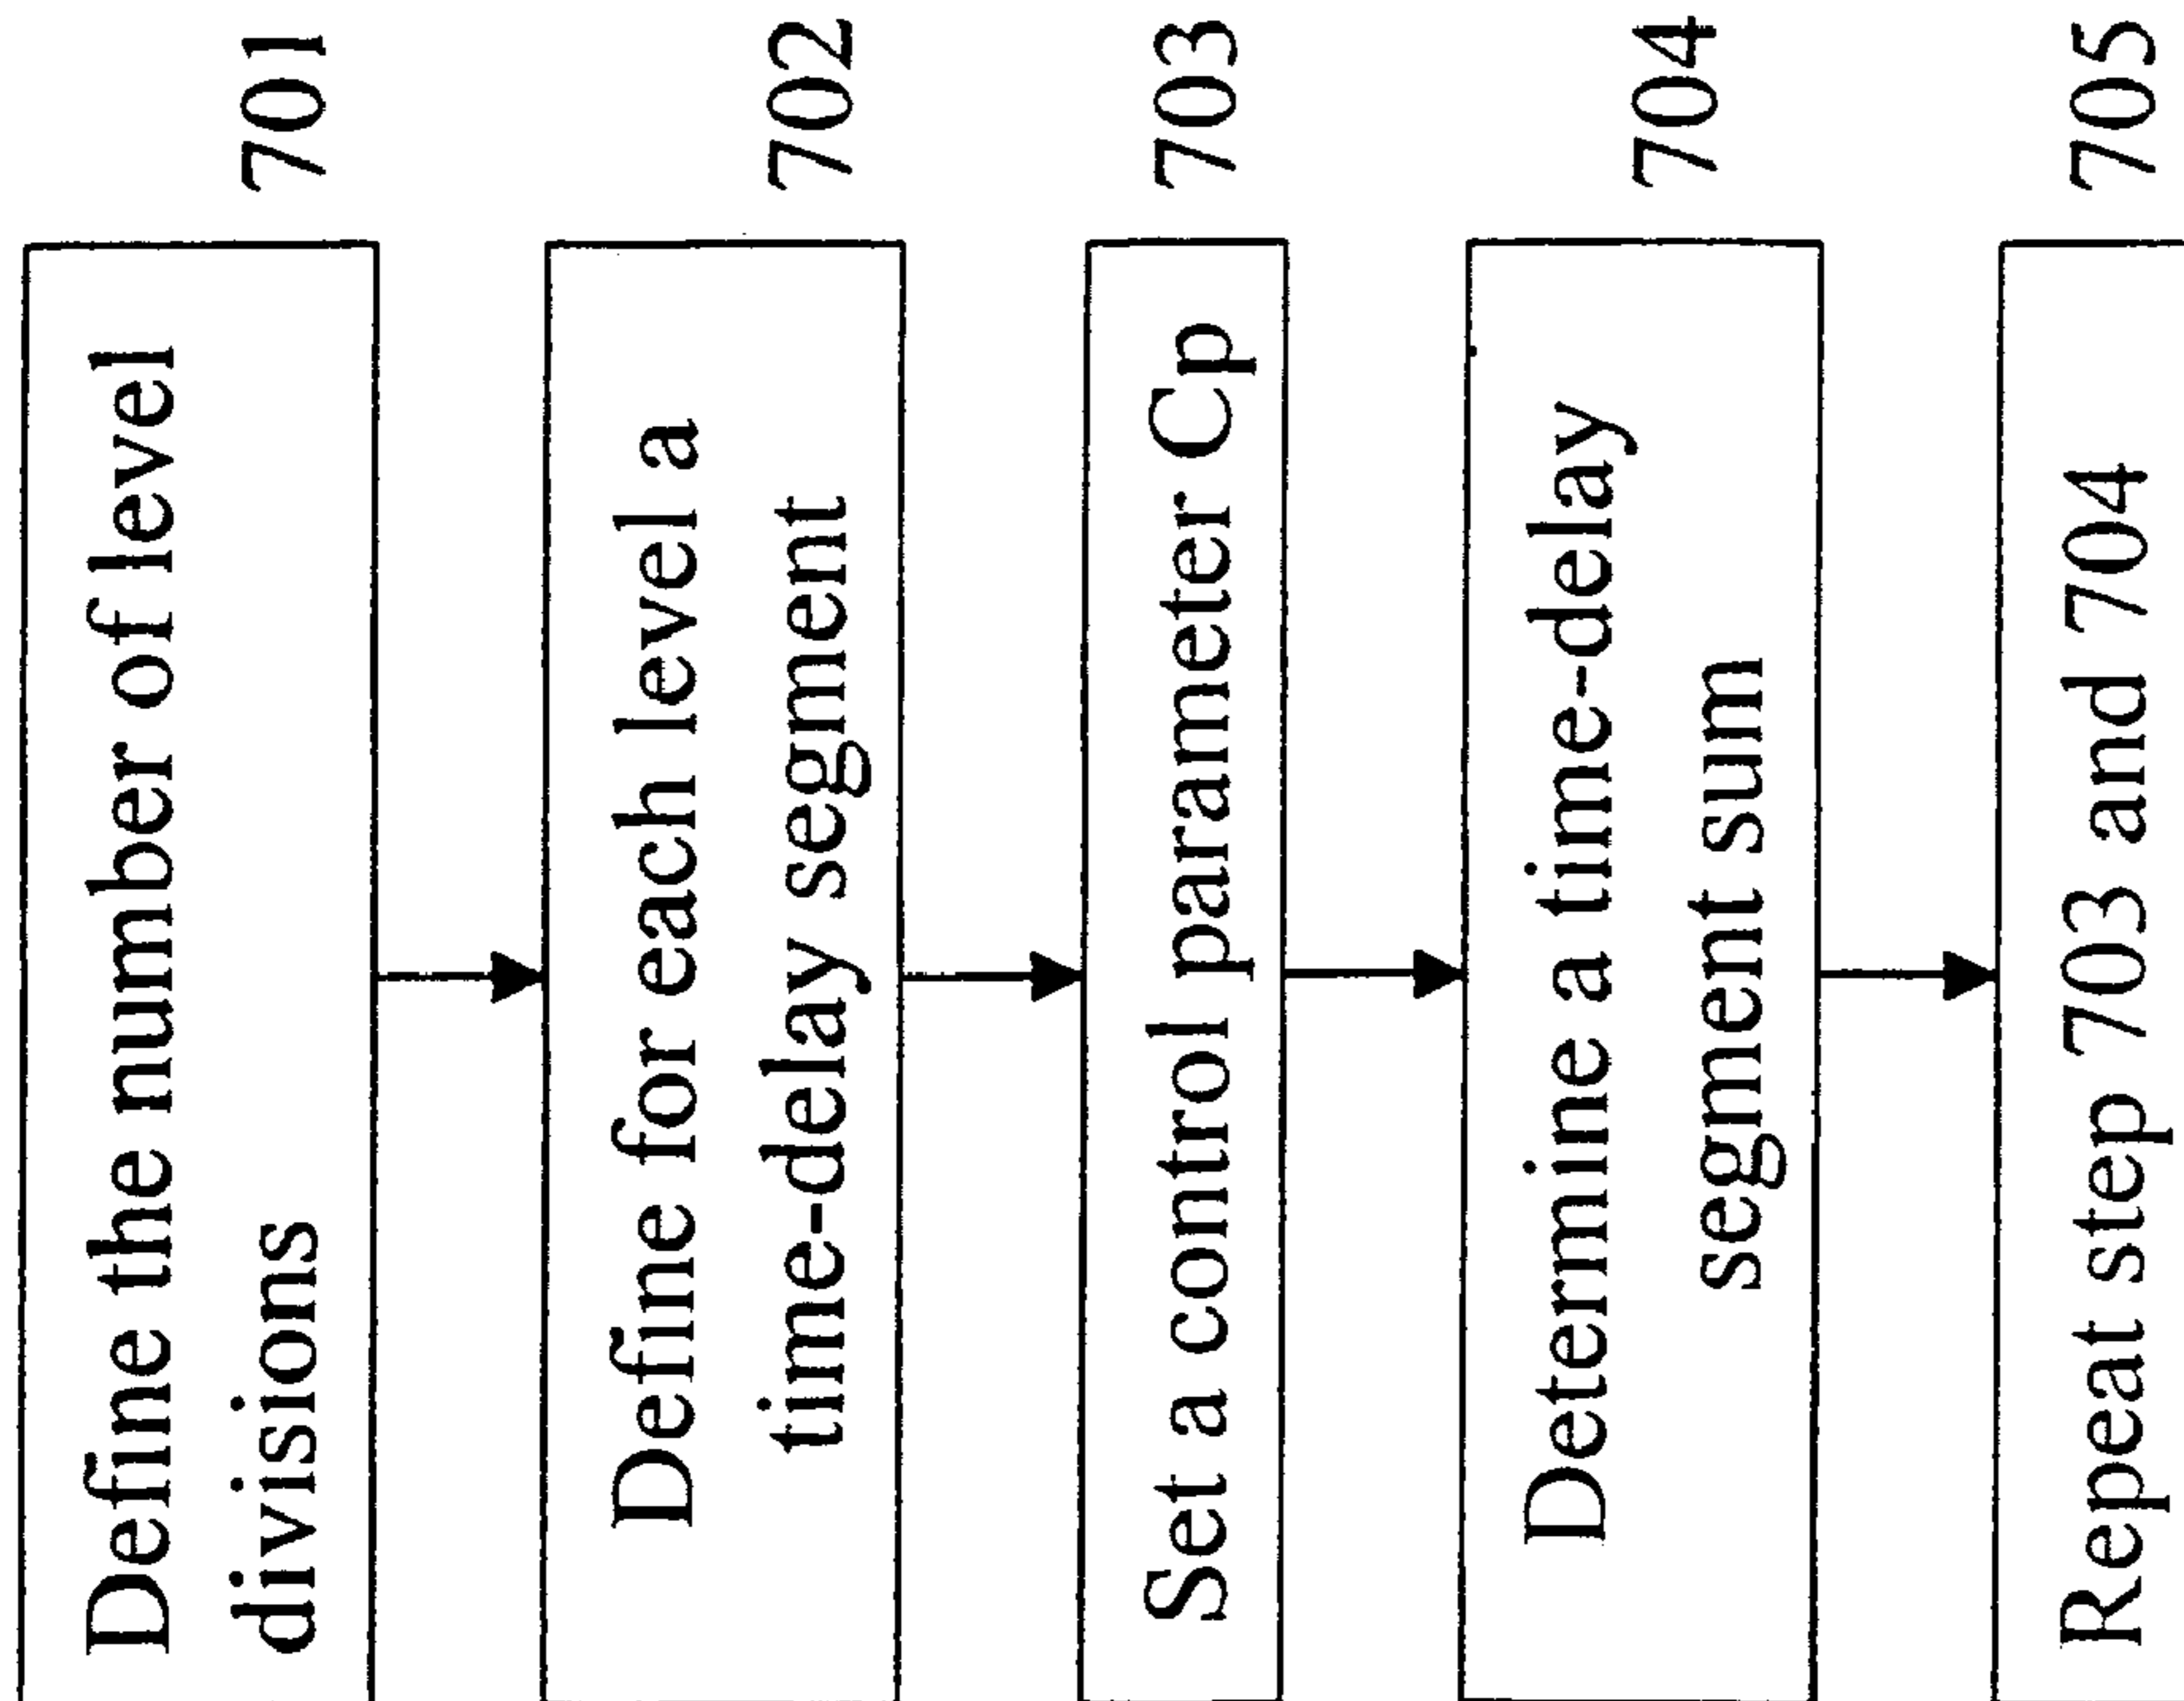 Define the number of level
divisions
701
Define for each level a
time-delay segment
702
Set a control parameter Cp
703
Determine a time-delay
segment sum
704
Repeat step 703 and 704
705